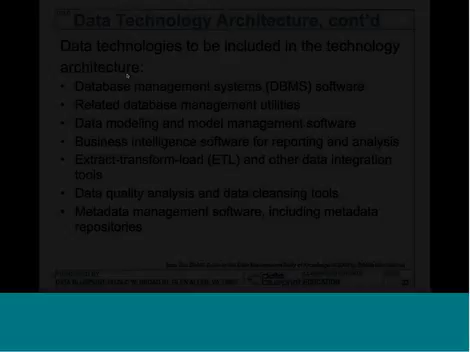 Data Technology Architecture, cont'd
Data technologies to be included in the technology
architecture:
• Database management systems (DBMS) software
• Related database management utilities
• Data modeling and model management software
• Business intelligence software for reporting and analysis
• Extract-transform-load (ETL) and other data integration
tools
• Data quality analysis and data cleansing tools
• Metadata management software, including metadata
repositories